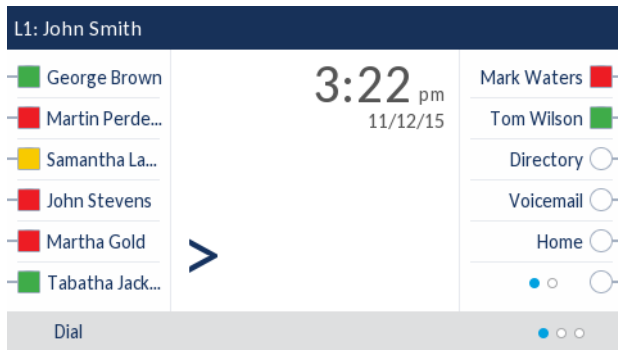 L1: John Smith
George Brown
Martin Perde...
Samantha La...
John Stevens
Martha Gold
Tabatha Jack...
3:22 pm
11/12/15
>
Mark Waters
Tom Wilson
Directory
Voicemail
Home
Dial